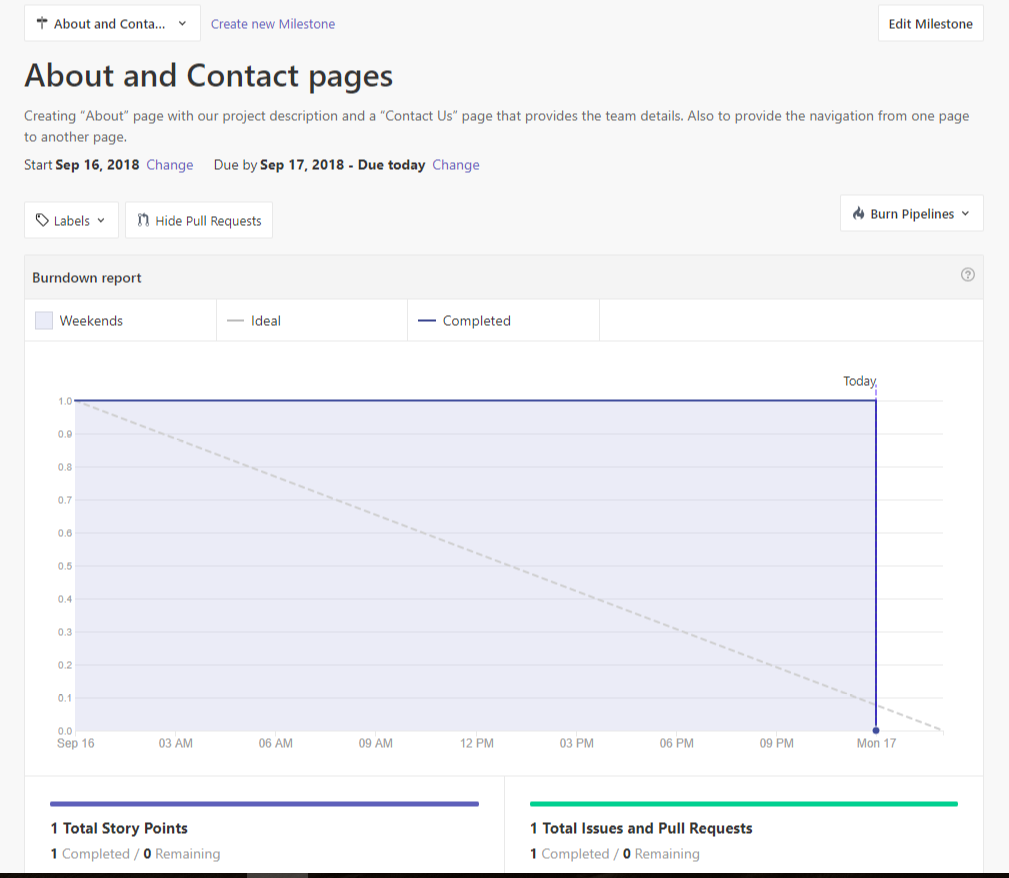 About and Conta... Create new Milestone Edit Milestone
About and Contact pages
Creating “About” page with our project description and a “Contact Us” page that provides the team details. Also to provide the navigation from one page
to another page.
Start Sep 16, 2018 Change Due by Sep 17, 2018 - Due today Change
Labels Hide Pull Requests Burn Pipelines
Burndown report ?
Weekends Ideal Completed
Today
1.0
0.9
0.8
0.7
0.6
0.5
0.4
0.3
0.2
0.1
0.0
Sep 16 03 AM 06 AM 09 AM 12 PM 03 PM 06 PM 09 PM Mon 17
1 Total Story Points 1 Total Issues and Pull Requests
1 Completed / 0 Remaining 1 Completed / 0 Remaining